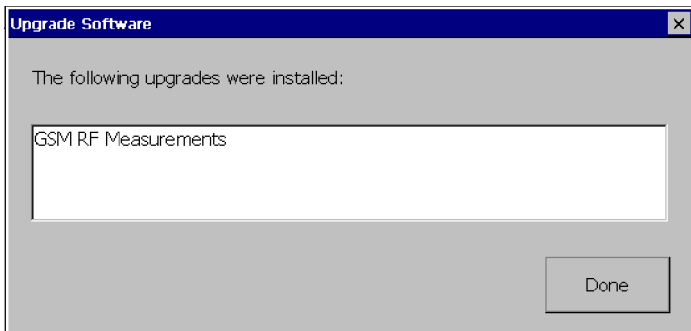 Upgrade Software
The following upgrades were installed:
GSM RF Measurements
Done